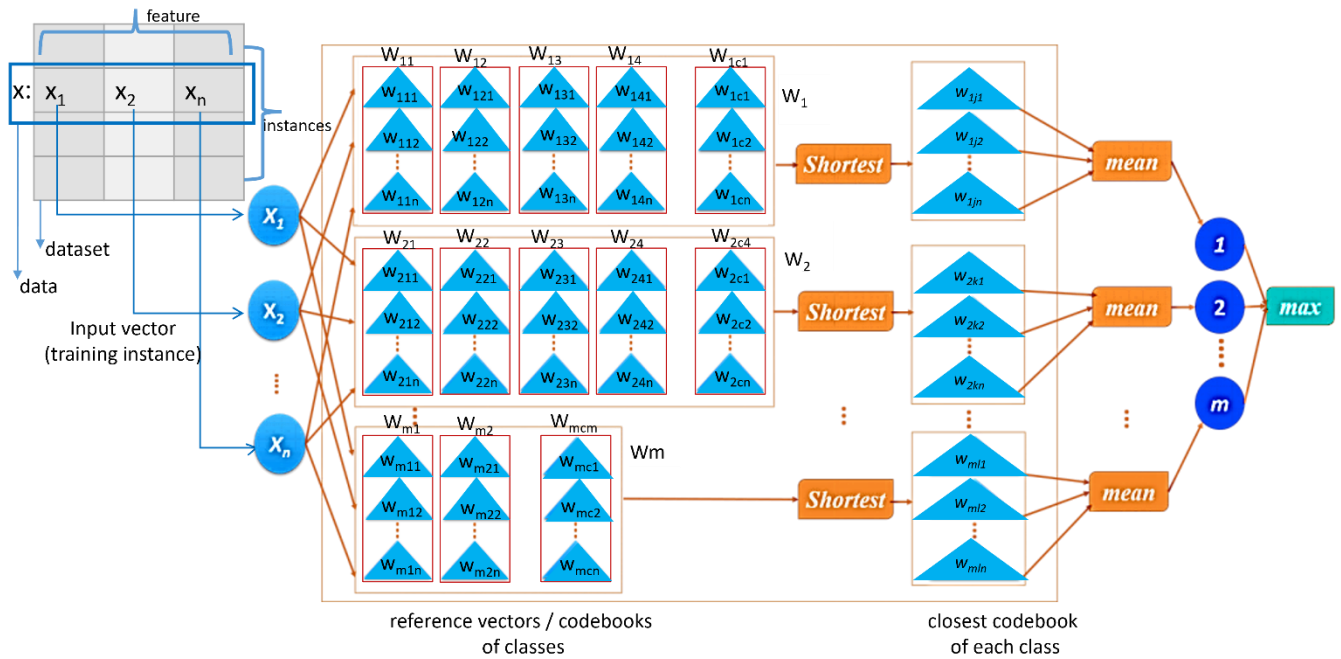 feature
x: x1 x2 xn
instances
dataset
data
Input vector
(training instance)
X1
X2
Xn
W11 W12 W13 W14 W1c1
W111 W121 W131 W141 W1c1
W112 W122 W132 W142 W1c2
W11n W12n W13n W14n W1cn
W1
W21 W22 W23 W24 W2c4
W211 W221 W231 W241 W2c1
W212 W222 W232 W242 W2c2
W21n W22n W23n W24n W2cn
W2
Wm1 Wm2 Wmcm
Wm11 Wm21 Wmc1
Wm12 Wm22 Wmc2
Wm1n Wm2n Wmcn
Wm
Shortest
Shortest
Shortest
w1j1
w1j2
w1jn
w2k1
w2k2
w2kn
wml1
wml2
wmln
mean
mean
mean
1
2
m
max
reference vectors / codebooks
of classes
closest codebook
of each class